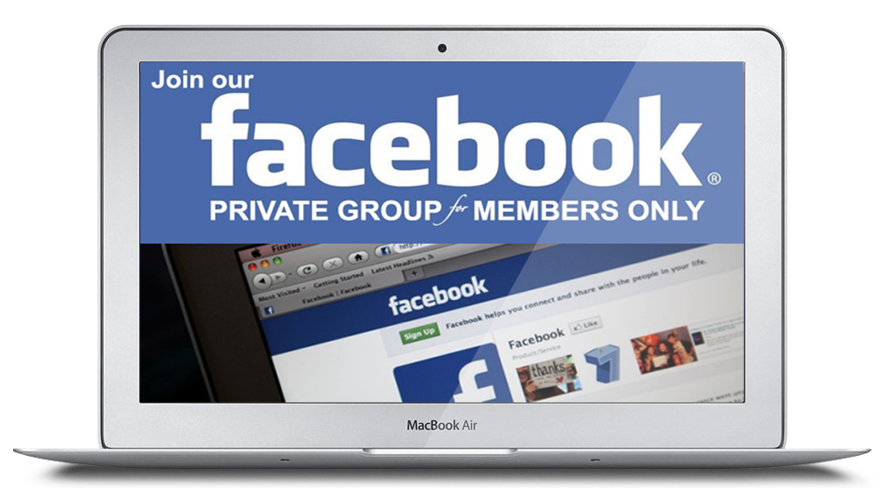 Join our
facebook®
PRIVATE GROUP for MEMBERS ONLY
Firefox
http://
Most Visited Getting Started Latest Headlines
Facebook | Facebook
facebook
Sign Up Facebook helps you connect and share with the people in your life.
Facebook Like
Product/Service
thanks
MacBook Air